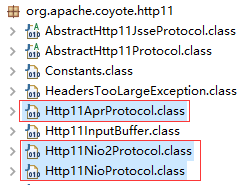 org.apache.coyote.http11
AbstractHttp11JsseProtocol.class
AbstractHttp11Protocol.class
Constants.class
HeadersTooLargeException.class
Http11AprProtocol.class
Http11InputBuffer.class
Http11Nio2Protocol.class
Http11NioProtocol.class